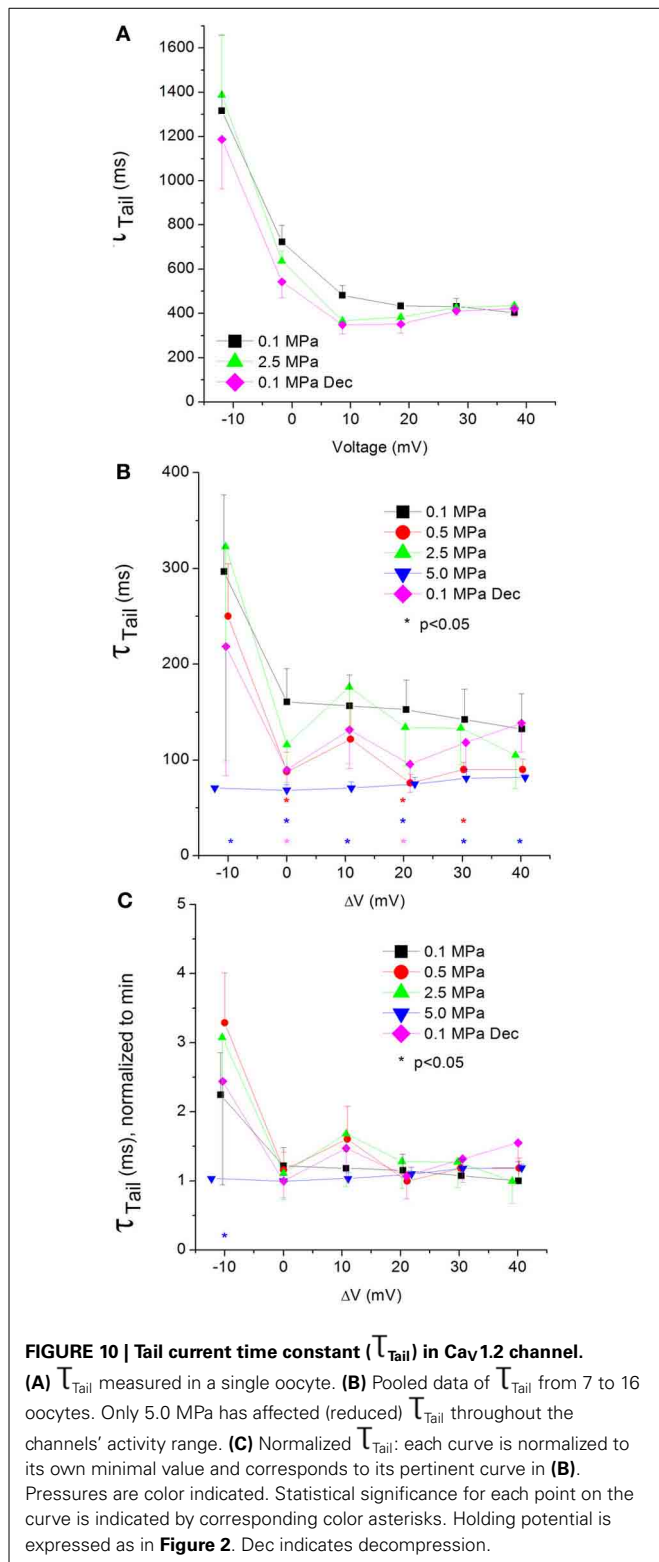 A
1600
1400
1200
1000
800
600
400
200
0
τTail (ms)
0.1 MPa
2.5 MPa
0.1 MPa Dec
-10 0 10 20 30 40
Voltage (mV)
B
400
300
200
100
0
τTail (ms)
0.1 MPa
0.5 MPa
2.5 MPa
5.0 MPa
0.1 MPa Dec
* p<0.05
* *
* * *
* * * * * *
-10 0 10 20 30 40
ΔV (mV)
C
5
4
3
2
1
0
τTail (ms), normalized to min
0.1 MPa
0.5 MPa
2.5 MPa
5.0 MPa
0.1 MPa Dec
* p<0.05
*
-10 0 10 20 30 40
ΔV (mV)
FIGURE 10 | Tail current time constant (τTail) in CaV1.2 channel.
(A) τTail measured in a single oocyte. (B) Pooled data of τTail from 7 to 16
oocytes. Only 5.0 MPa has affected (reduced) τTail throughout the
channels' activity range. (C) Normalized τTail: each curve is normalized to
its own minimal value and corresponds to its pertinent curve in (B).
Pressures are color indicated. Statistical significance for each point on the
curve is indicated by corresponding color asterisks. Holding potential is
expressed as in Figure 2. Dec indicates decompression.